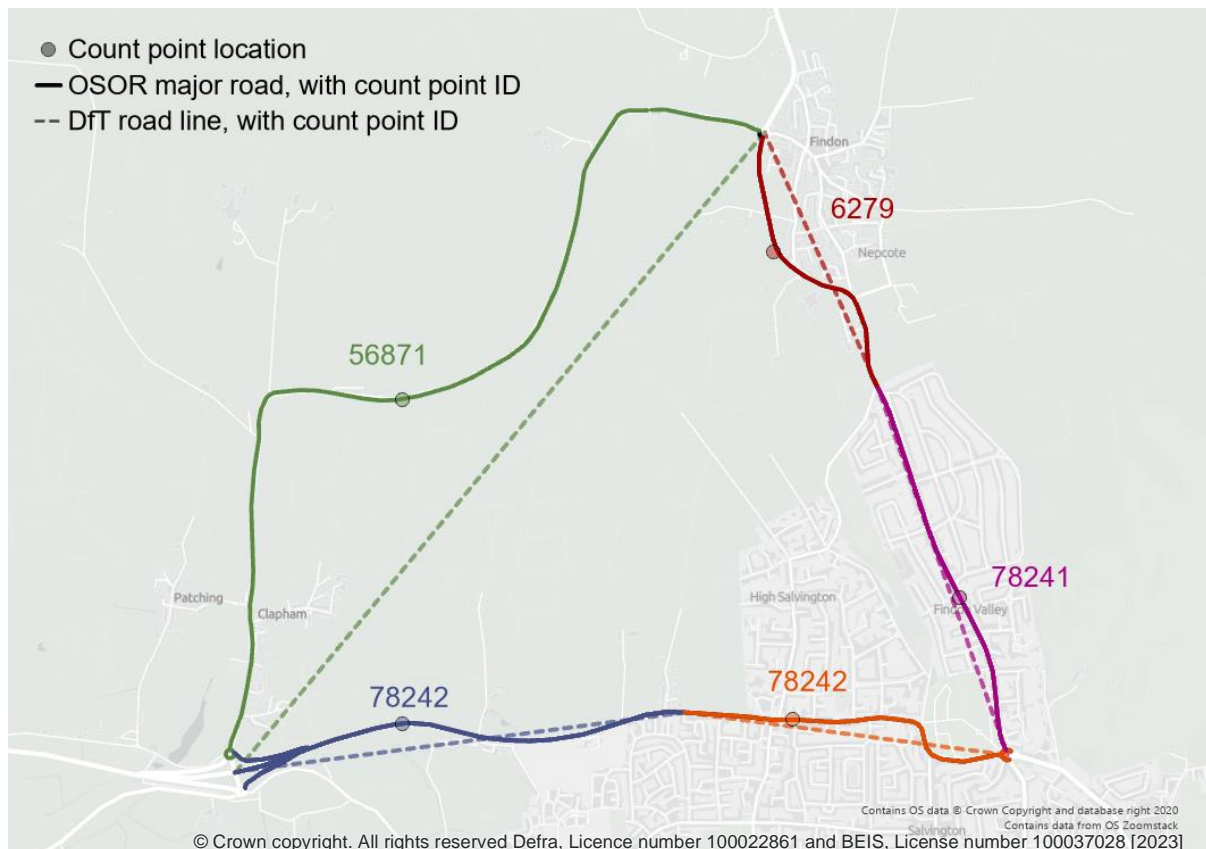 Count point location
OSOR major road, with count point ID
DfT road line, with count point ID
Findon
6279
Nepcote
56871
78241
High Salvington
Patching
Clapham
Findon Valley
78242
78242
Contains OS data © Crown Copyright and database right 2020
Contains data from OS Zoomstack
Salvington
© Crown copyright. All rights reserved Defra, Licence number 100022861 and BEIS, License number 100037028 [2023]